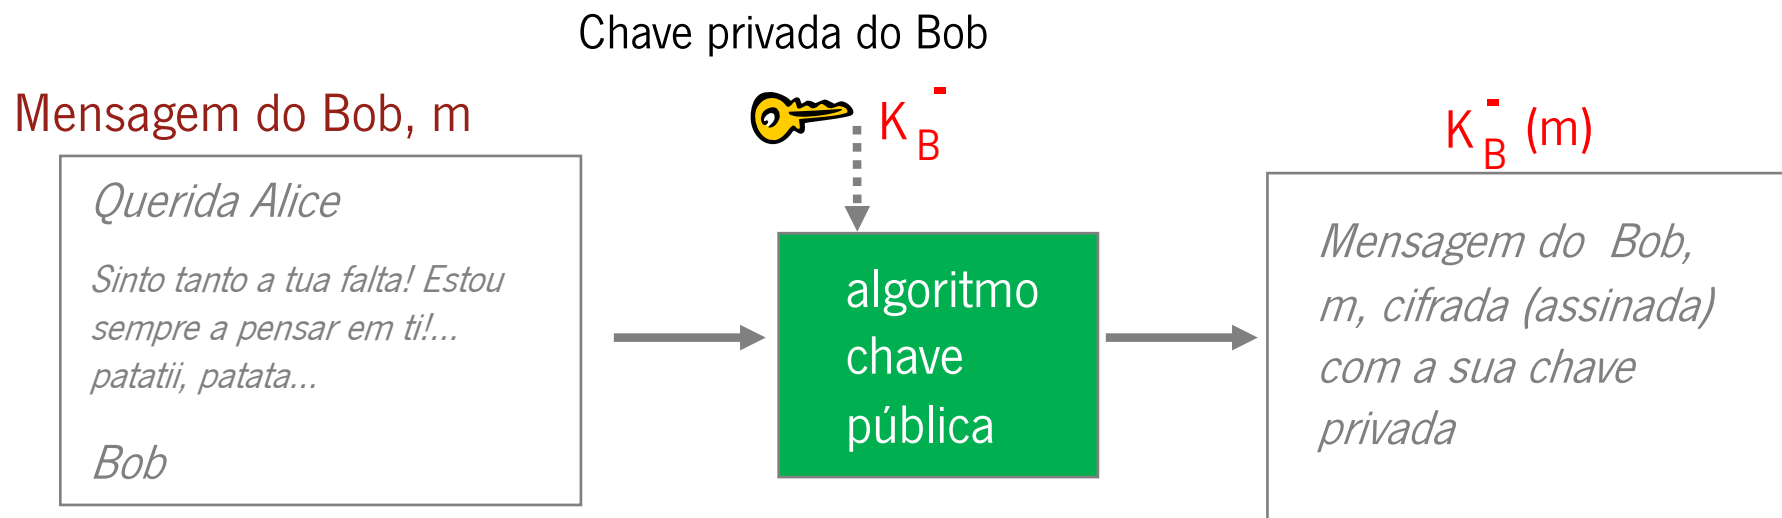 Chave privada do Bob
Mensagem do Bob, m
K B -
K B - (m)
Querida Alice
Sinto tanto a tua falta! Estou
sempre a pensar em ti!...
patatii, patata...
Bob
algoritmo
chave
pública
Mensagem do Bob,
m, cifrada (assinada)
com a sua chave
privada